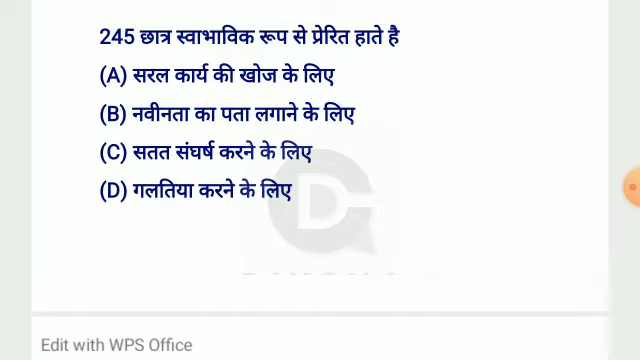 245 छात्र स्वाभाविक रूप से प्रेरित हाते है
(A) सरल कार्य की खोज के लिए
(B) नवीनता का पता लगाने के लिए
(C) सतत संघर्ष करने के लिए
(D) गलतिया करने के लिए
Edit with WPS Office